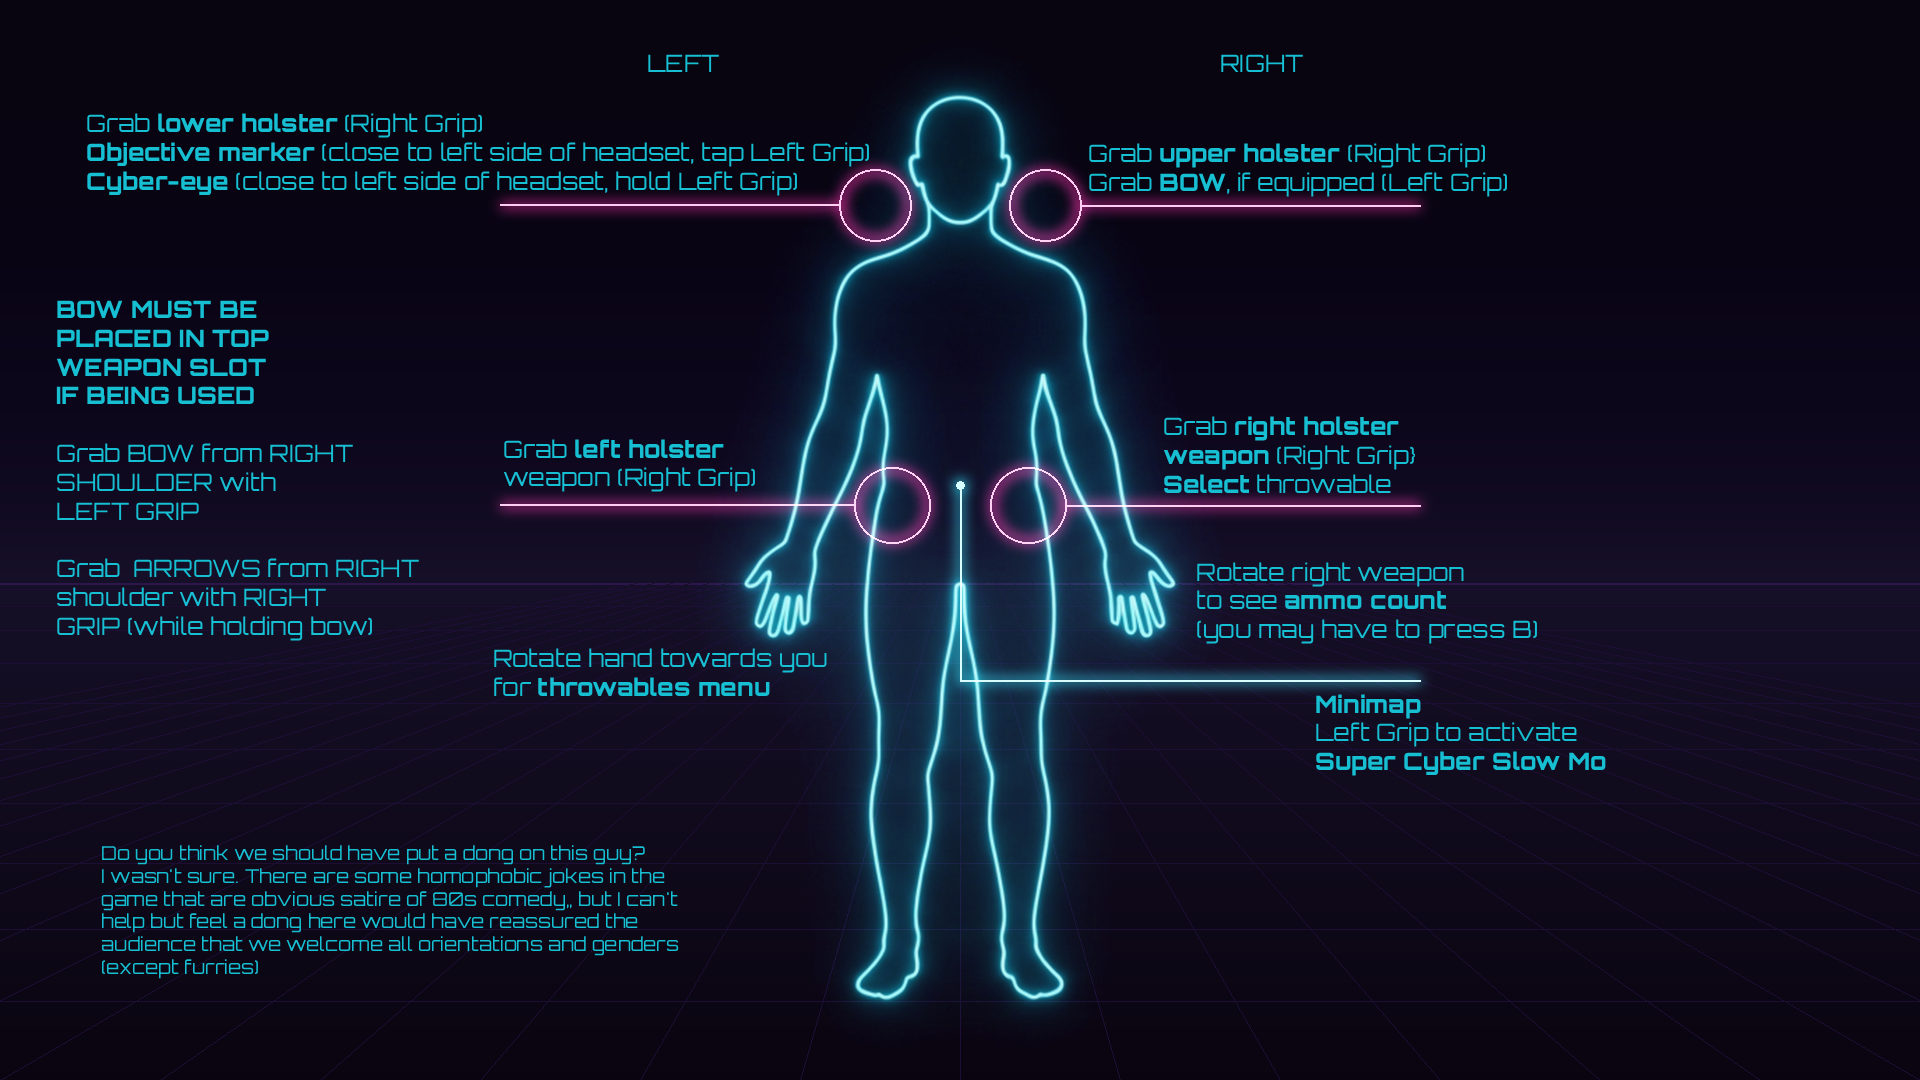 LEFT
RIGHT
Grab lower holster (Right Grip)
Objective marker (close to left side of headset, tap Left Grip)
Cyber-eye (close to left side of headset, hold Left Grip)
Grab upper holster (Right Grip)
Grab BOW, if equipped (Left Grip)
BOW MUST BE
PLACED IN TOP
WEAPON SLOT
IF BEING USED
Grab BOW from RIGHT
SHOULDER with
LEFT GRIP
Grab  ARROWS from RIGHT
shoulder with RIGHT
GRIP (while holding bow)
Grab left holster
weapon (Right Grip)
Grab right holster
weapon (Right Grip}
Select throwable
Rotate hand towards you
for throwables menu
Rotate right weapon
to see ammo count
(you may have to press B)
Minimap
Left Grip to activate
Super Cyber Slow Mo
Do you think we should have put a dong on this guy?
I wasn't sure. There are some homophobic jokes in the
game that are obvious satire of 80s comedy,, but I can't
help but feel a dong here would have reassured the
audience that we welcome all orientations and genders
(except furries)